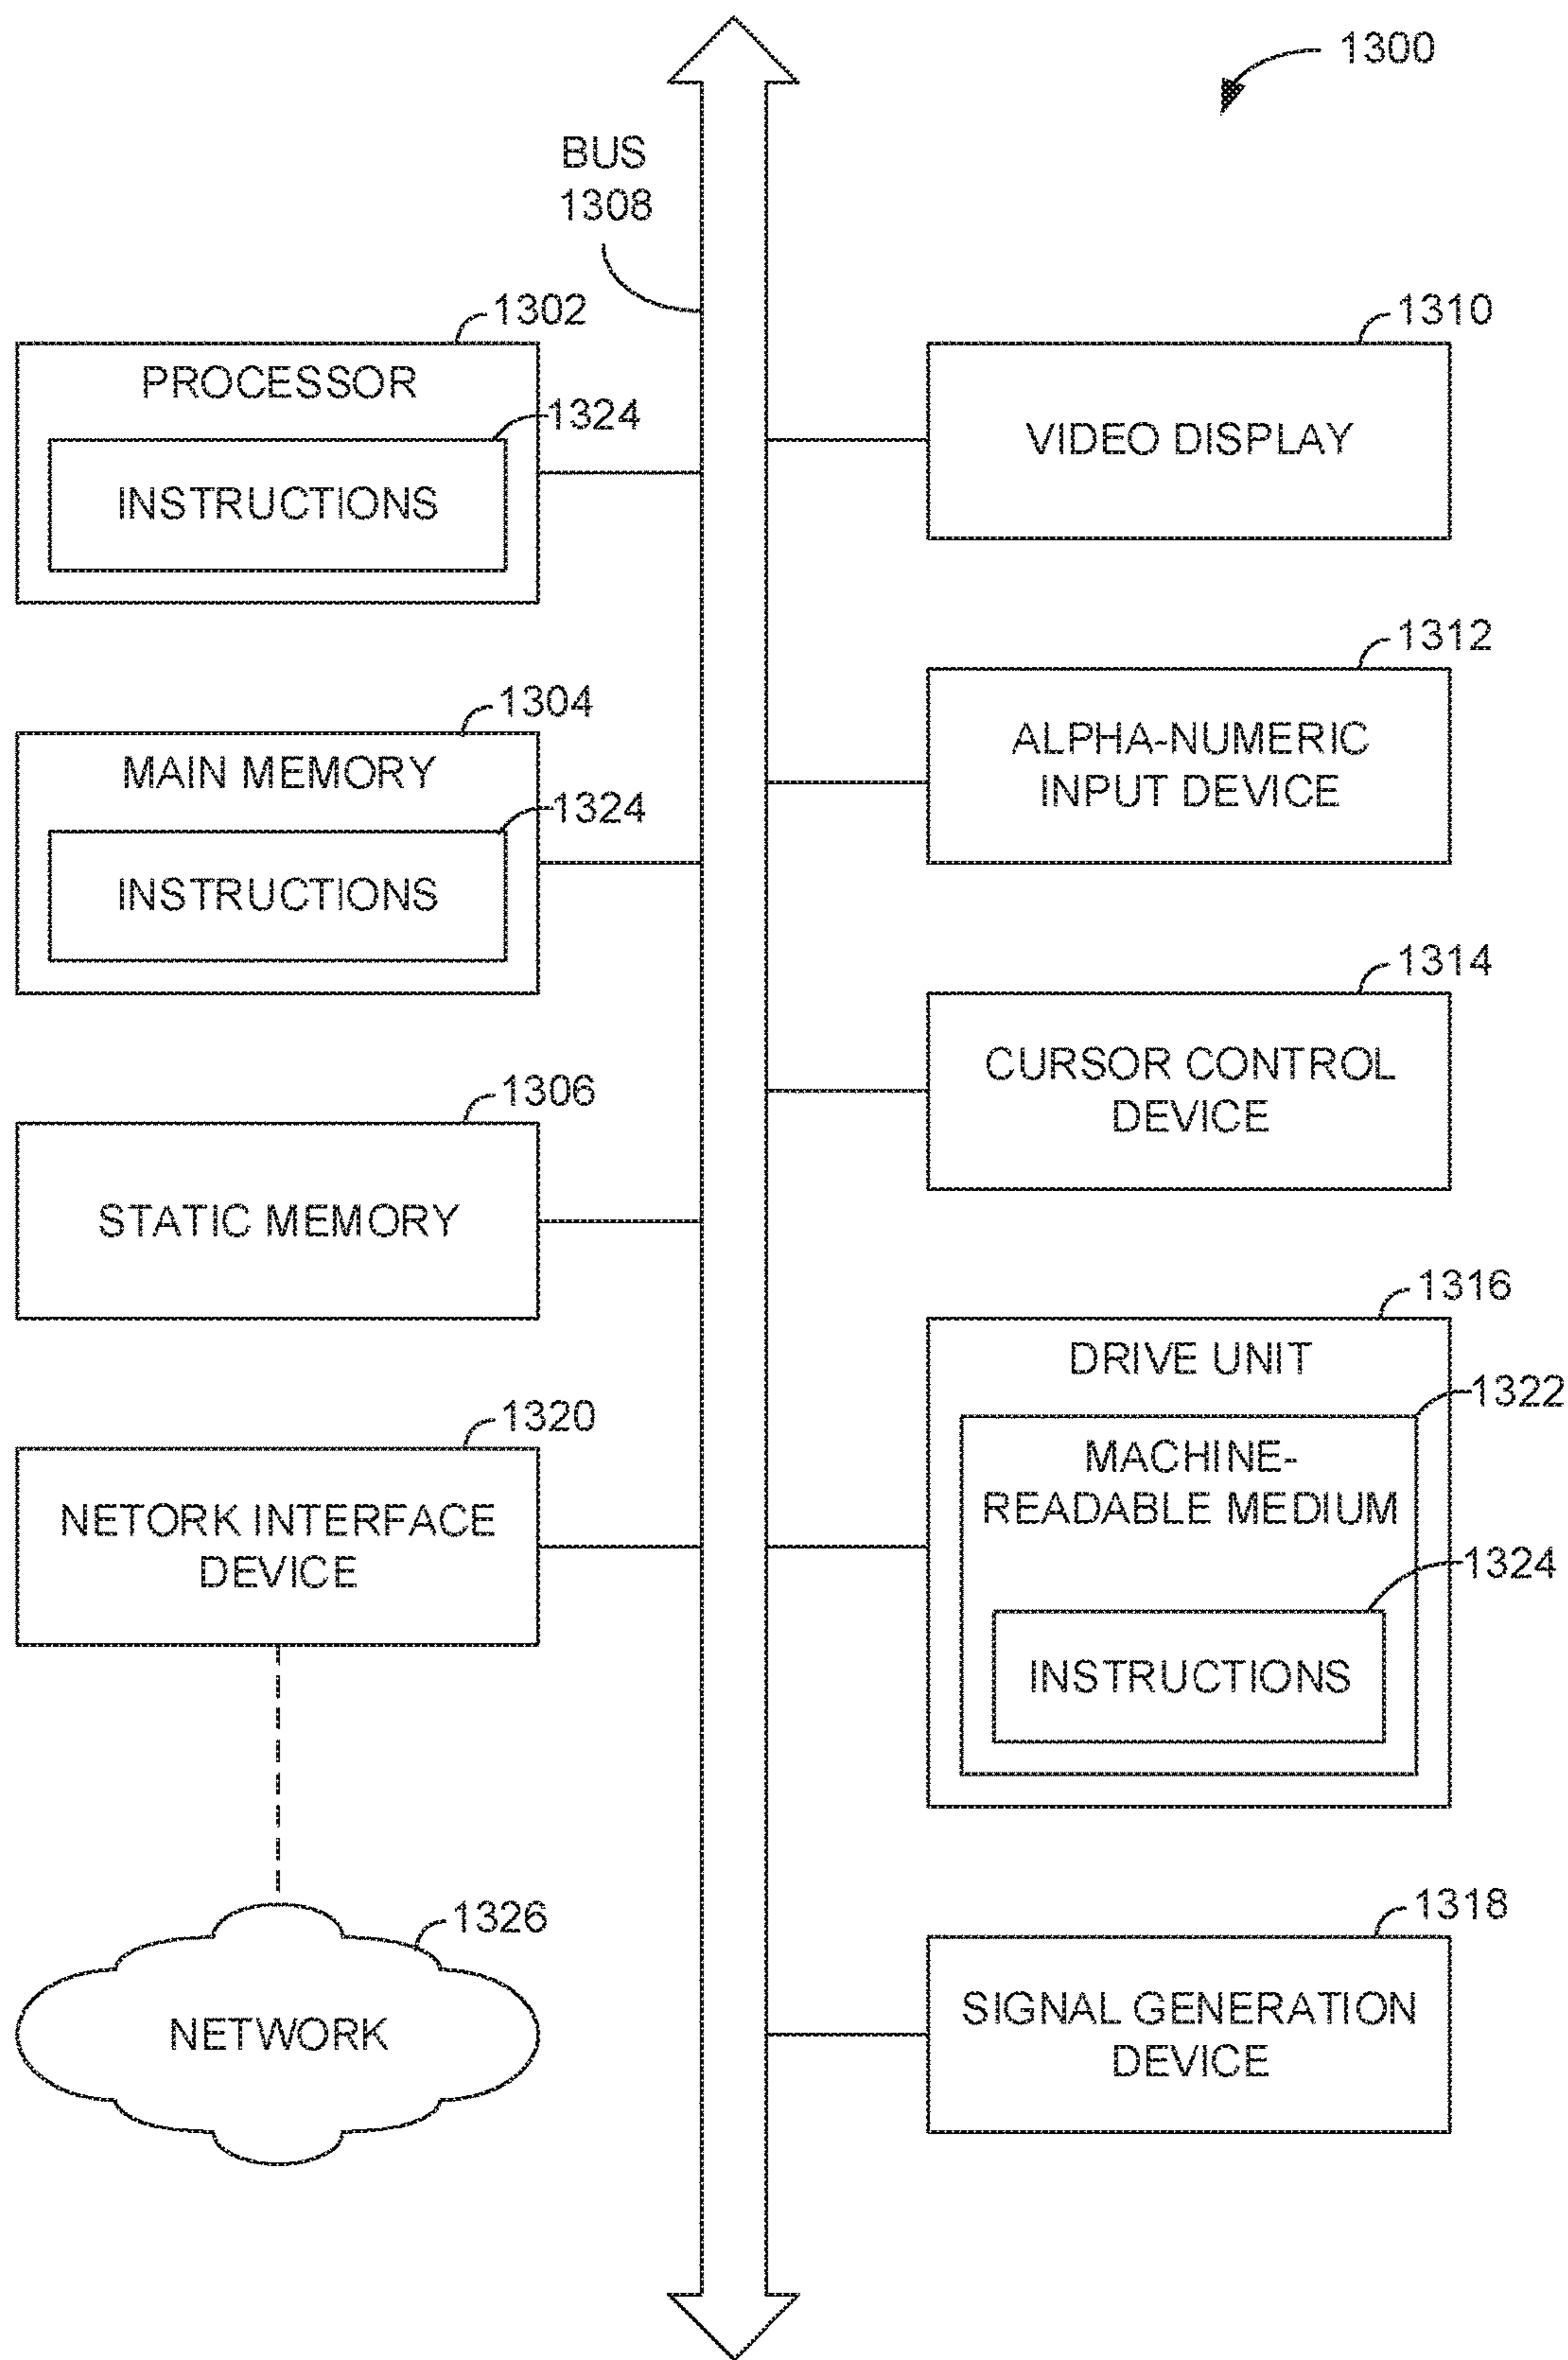 1300
BUS
1308
1302
PROCESSOR
1324
INSTRUCTIONS
1304
MAIN MEMORY
1324
INSTRUCTIONS
1306
STATIC MEMORY
1320
NETORK INTERFACE
DEVICE
1326
NETWORK
1310
VIDEO DISPLAY
1312
ALPHA-NUMERIC
INPUT DEVICE
1314
CURSOR CONTROL
DEVICE
1316
DRIVE UNIT
1322
MACHINE-
READABLE MEDIUM
1324
INSTRUCTIONS
1318
SIGNAL GENERATION
DEVICE